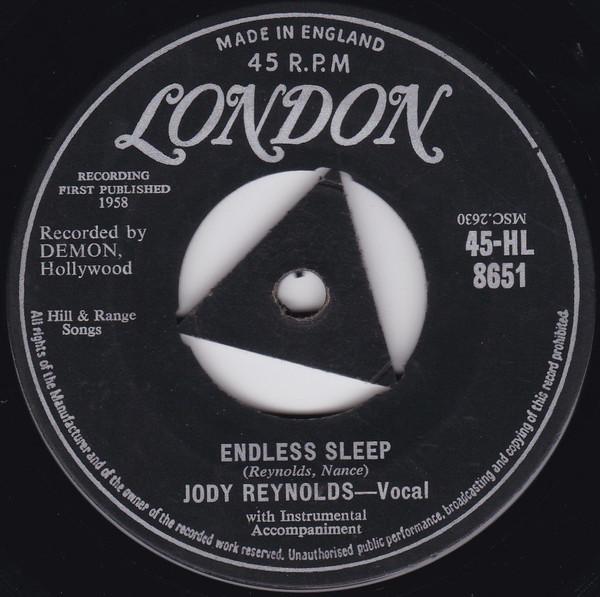 MADE IN ENGLAND
45 R.P.M
LONDON
RECORDING
FIRST PUBLISHED
1958
MSC.2630
Recorded by
DEMON,
Hollywood
45-HL
8651
Hill & Range
Songs
ENDLESS SLEEP
(Reynolds, Nance)
JODY REYNOLDS—Vocal
with Instrumental
Accompaniment
All rights of the Manufacturer and of the owner of the recorded work reserved. Unauthorised public performance, broadcasting and copying of this record prohibited.